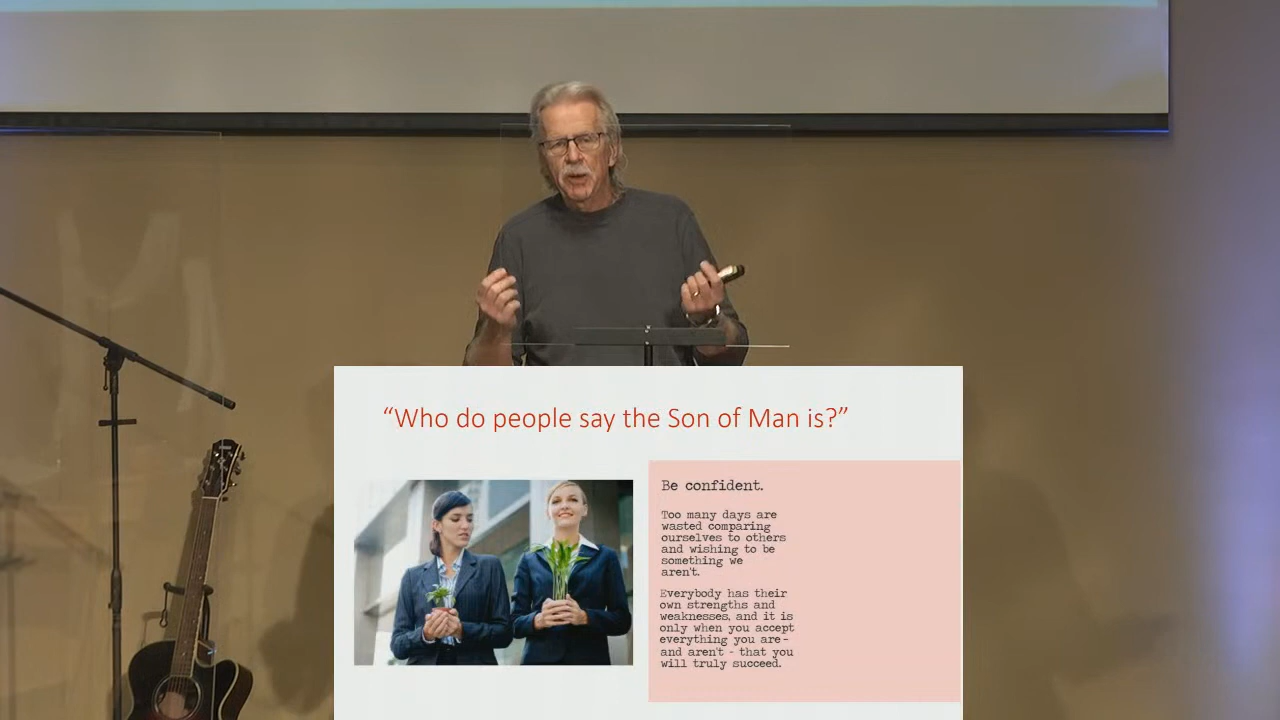 “Who do people say the Son of Man is?”
Be confident.
Too many days are
wasted comparing
ourselves to others
and wishing to be
something we
aren't.
Everybody has their
own strengths and
weaknesses, and it is
only when you accept
everything you are-
and aren't - that you
will truly succeed.